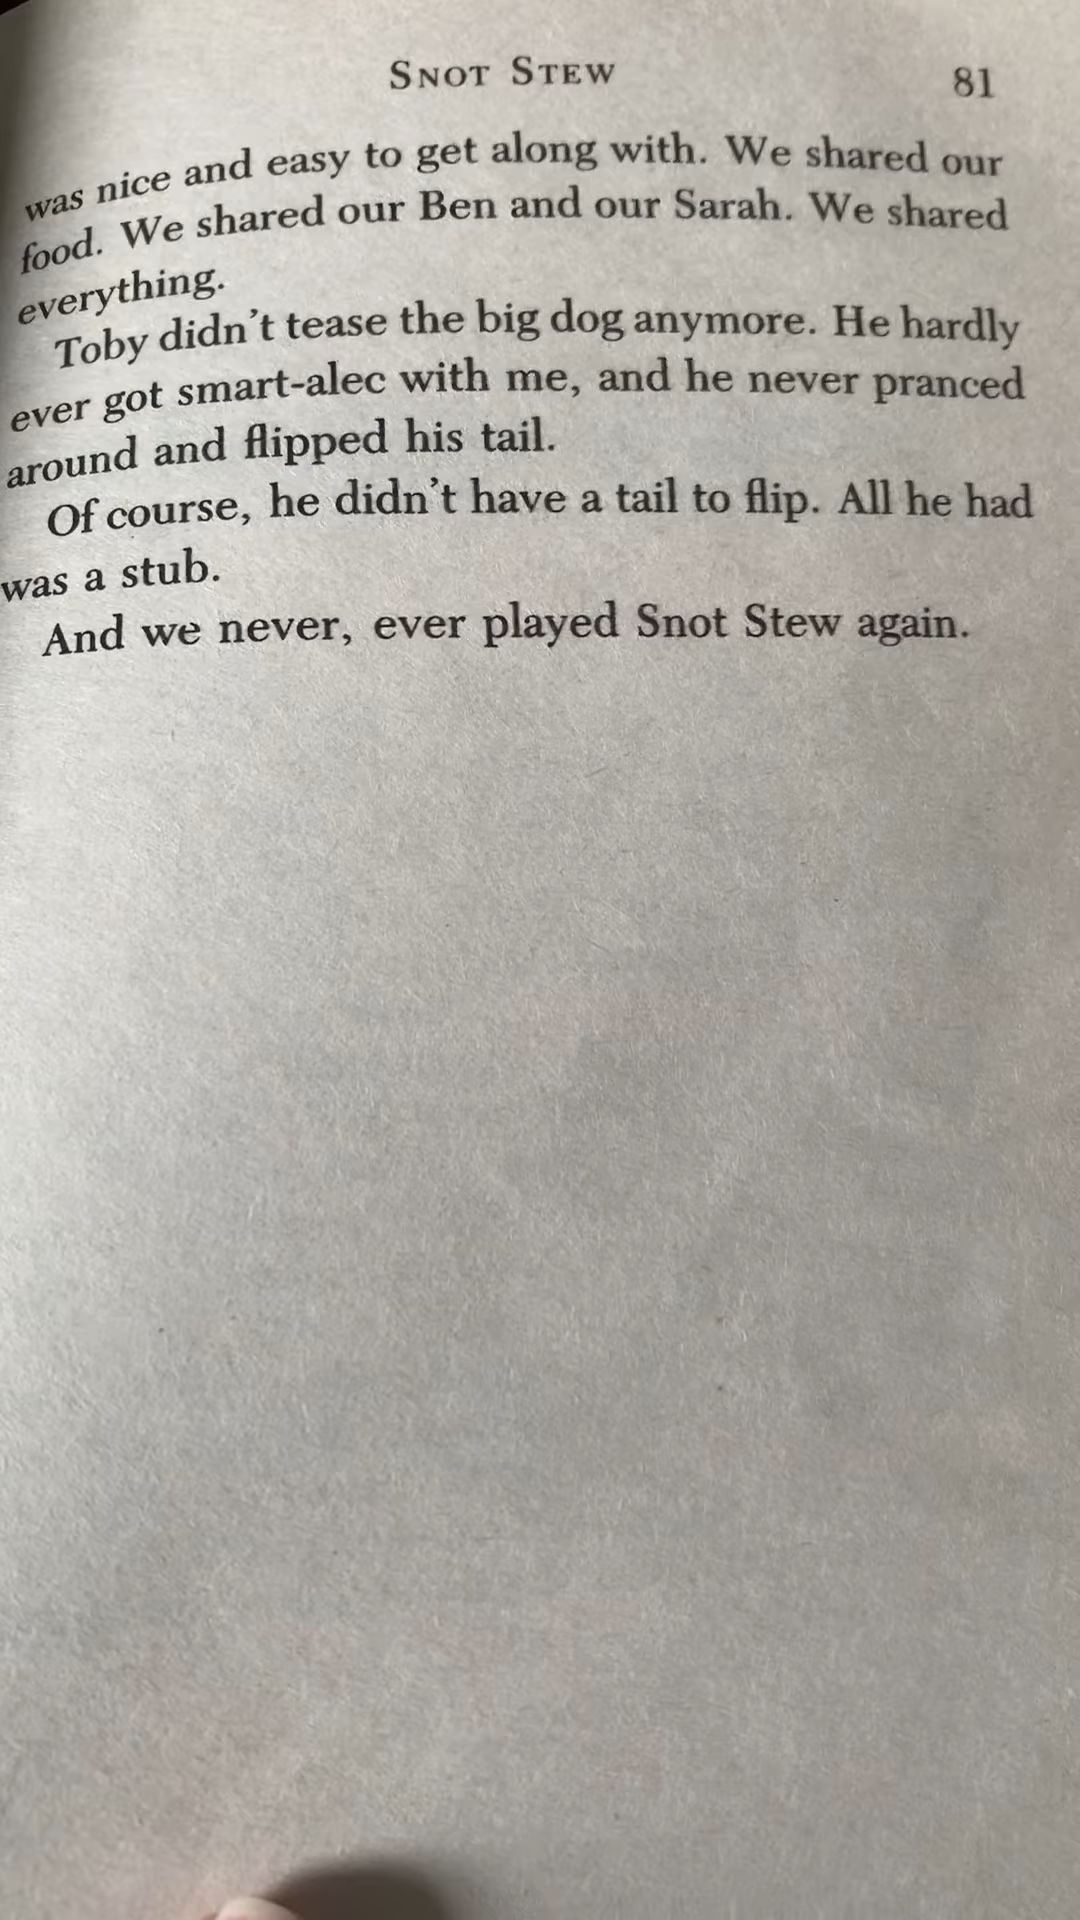 SNOT STEW 81
was nice and easy to get along with. We shared our
food. We shared our Ben and our Sarah. We shared
everything.
Toby didn't tease the big dog anymore. He hardly
ever got smart-alec with me, and he never pranced
around and flipped his tail.
Of course, he didn't have a tail to flip. All he had
was a stub.
And we never, ever played Snot Stew again.